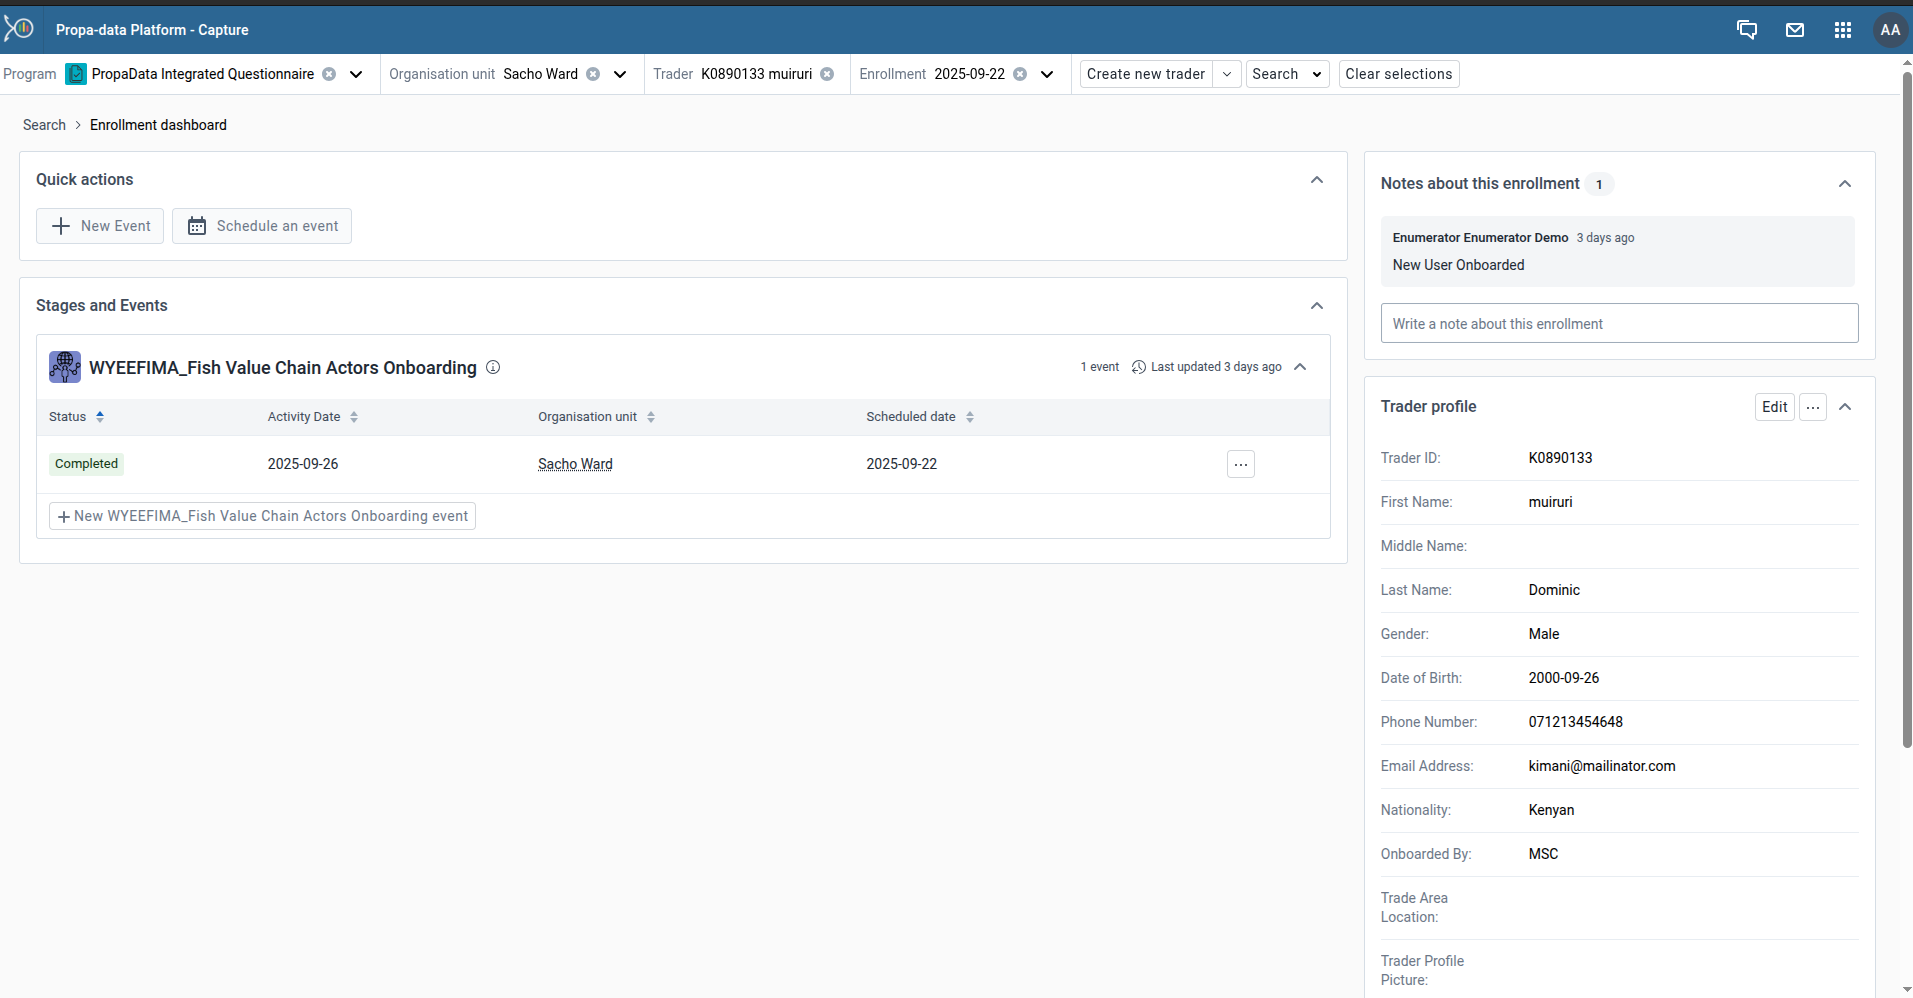 Propa-data Platform - Capture
AA
Program PropaData Integrated Questionnaire
Organisation unit Sacho Ward
Trader K0890133 muiruri
Enrollment 2025-09-22
Create new trader
Search
Clear selections
Search > Enrollment dashboard
Quick actions
New Event
Schedule an event
Stages and Events
WYEEFIMA_Fish Value Chain Actors Onboarding
1 event Last updated 3 days ago
Status Activity Date Organisation unit Scheduled date
Completed 2025-09-26 Sacho Ward 2025-09-22
New WYEEFIMA_Fish Value Chain Actors Onboarding event
Notes about this enrollment 1
Enumerator Enumerator Demo 3 days ago
New User Onboarded
Write a note about this enrollment
Trader profile
Edit
Trader ID: K0890133
First Name: muiruri
Middle Name:
Last Name: Dominic
Gender: Male
Date of Birth: 2000-09-26
Phone Number: 071213454648
Email Address: kimani@mailinator.com
Nationality: Kenyan
Onboarded By: MSC
Trade Area
Location:
Trader Profile
Picture: